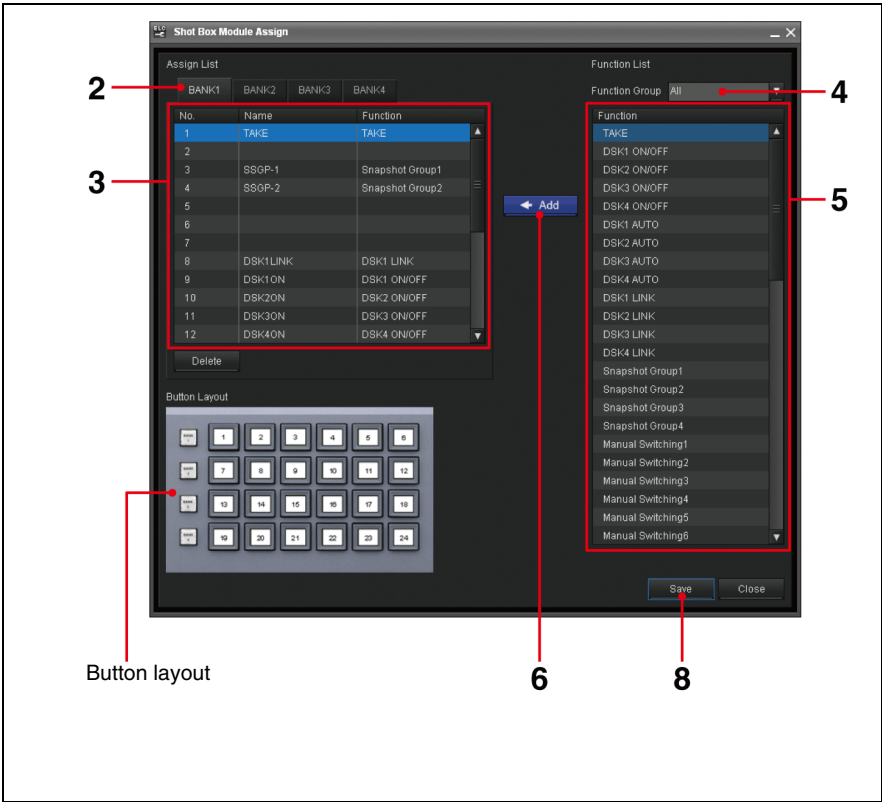 ELC Shot Box Module Assign
Assign List
BANK1 BANK2 BANK3 BANK4
No. Name Function
1 TAKE TAKE
2
3 SSGP-1 Snapshot Group1
4 SSGP-2 Snapshot Group2
5
6
7
8 DSK1LINK DSK1 LINK
9 DSK1ON DSK1 ON/OFF
10 DSK2ON DSK2 ON/OFF
11 DSK3ON DSK3 ON/OFF
12 DSK4ON DSK4 ON/OFF
Delete
Button Layout
BANK 1 2 3 4 5 6
BANK 7 8 9 10 11 12
BANK 13 14 15 16 17 18
BANK 19 20 21 22 23 24
Add
Function List
Function Group All
Function
TAKE
DSK1 ON/OFF
DSK2 ON/OFF
DSK3 ON/OFF
DSK4 ON/OFF
DSK1 AUTO
DSK2 AUTO
DSK3 AUTO
DSK4 AUTO
DSK1 LINK
DSK2 LINK
DSK3 LINK
DSK4 LINK
Snapshot Group1
Snapshot Group2
Snapshot Group3
Snapshot Group4
Manual Switching1
Manual Switching2
Manual Switching3
Manual Switching4
Manual Switching5
Manual Switching6
Save Close
2
3
4
5
Button layout
6
8